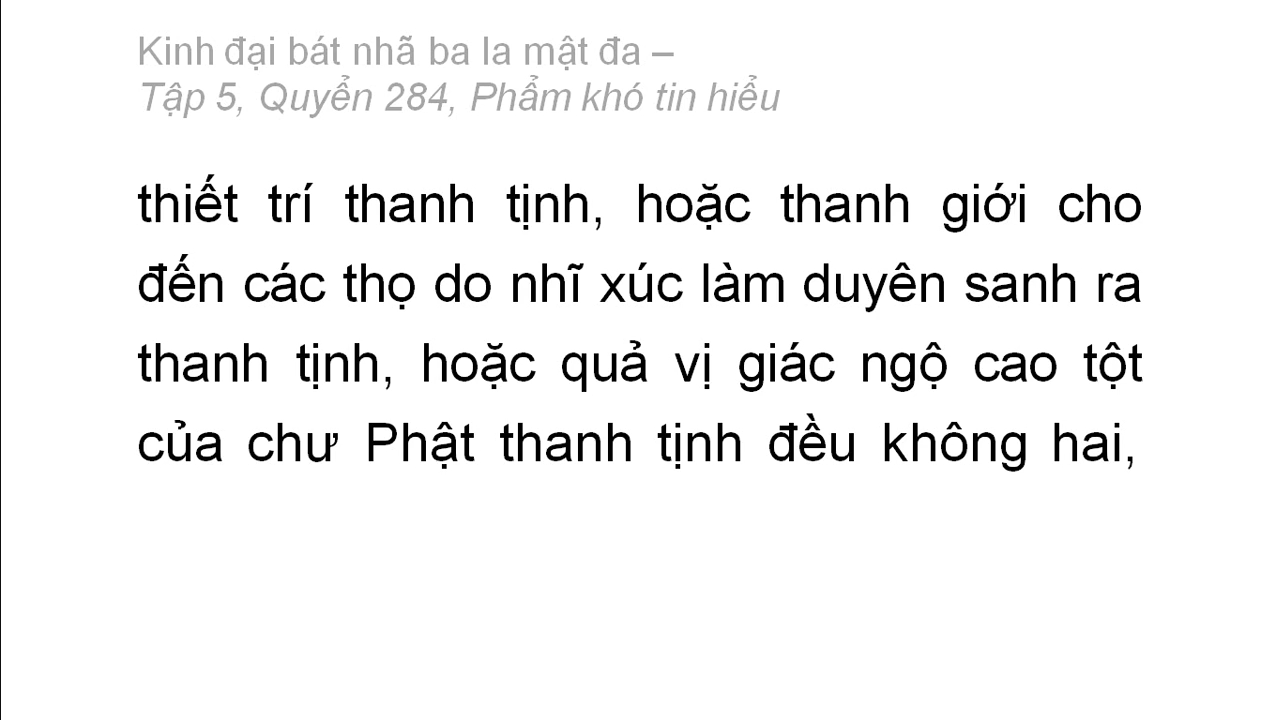 Kinh đại bát nhã ba la mật đa –
Tập 5, Quyển 284, Phẩm khó tin hiểu
thiết trí thanh tịnh, hoặc thanh giới cho
đến các thọ do nhĩ xúc làm duyên sanh ra
thanh tịnh, hoặc quả vị giác ngộ cao tột
của chư Phật thanh tịnh đều không hai,